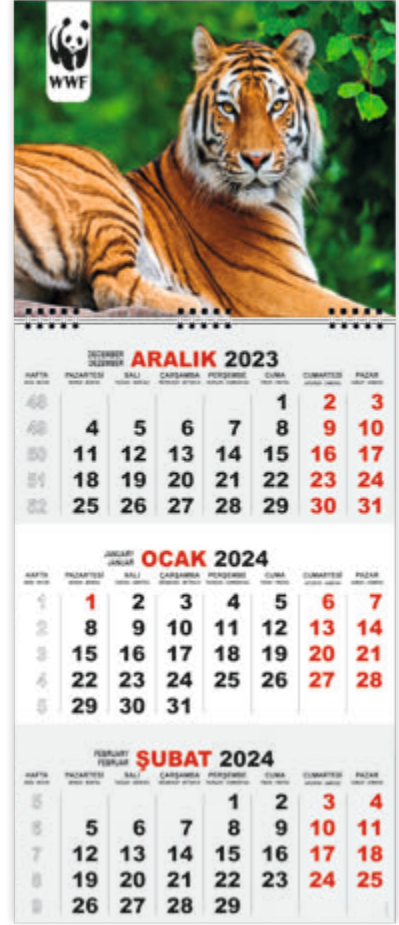 WWF
DECEMBER
DEZEMBER
ARALIK 2023
HAFTA PAZARTESİ SALI ÇARŞAMBA PERŞEMBE CUMA CUMARTESİ PAZAR
48 1 2 3
49 4 5 6 7 8 9 10
50 11 12 13 14 15 16 17
51 18 19 20 21 22 23 24
52 25 26 27 28 29 30 31
JANUARY
JANUAR
OCAK 2024
HAFTA PAZARTESİ SALI ÇARŞAMBA PERŞEMBE CUMA CUMARTESİ PAZAR
1 1 2 3 4 5 6 7
2 8 9 10 11 12 13 14
3 15 16 17 18 19 20 21
4 22 23 24 25 26 27 28
5 29 30 31
FEBRUARY
FEBRUAR
ŞUBAT 2024
HAFTA PAZARTESİ SALI ÇARŞAMBA PERŞEMBE CUMA CUMARTESİ PAZAR
5 1 2 3 4
6 5 6 7 8 9 10 11
7 12 13 14 15 16 17 18
8 19 20 21 22 23 24 25
9 26 27 28 29